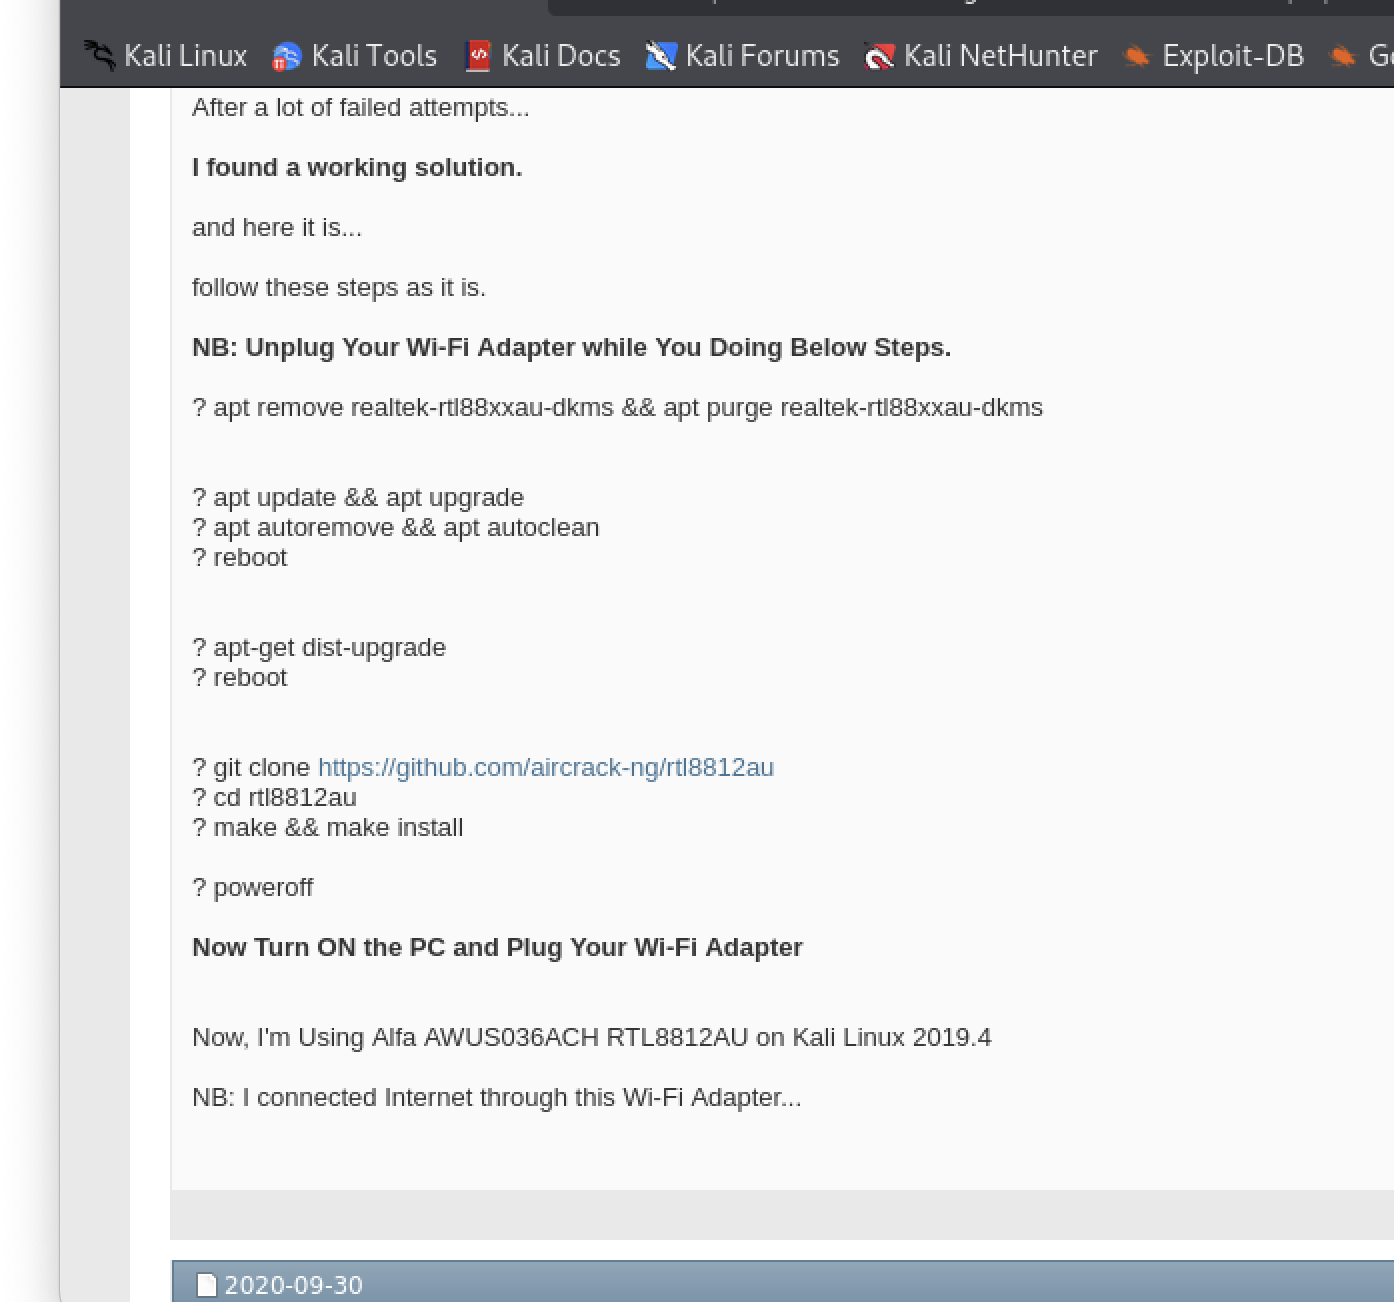 Kali Linux Kali Tools Kali Docs Kali Forums Kali NetHunter Exploit-DB
After a lot of failed attempts...
I found a working solution.
and here it is...
follow these steps as it is.
NB: Unplug Your Wi-Fi Adapter while You Doing Below Steps.
? apt remove realtek-rtl88xxau-dkms && apt purge realtek-rtl88xxau-dkms
? apt update && apt upgrade
? apt autoremove && apt autoclean
? reboot
? apt-get dist-upgrade
? reboot
? git clone https://github.com/aircrack-ng/rtl8812au
? cd rtl8812au
? make && make install
? poweroff
Now Turn ON the PC and Plug Your Wi-Fi Adapter
Now, I'm Using Alfa AWUS036ACH RTL8812AU on Kali Linux 2019.4
NB: I connected Internet through this Wi-Fi Adapter...
2020-09-30